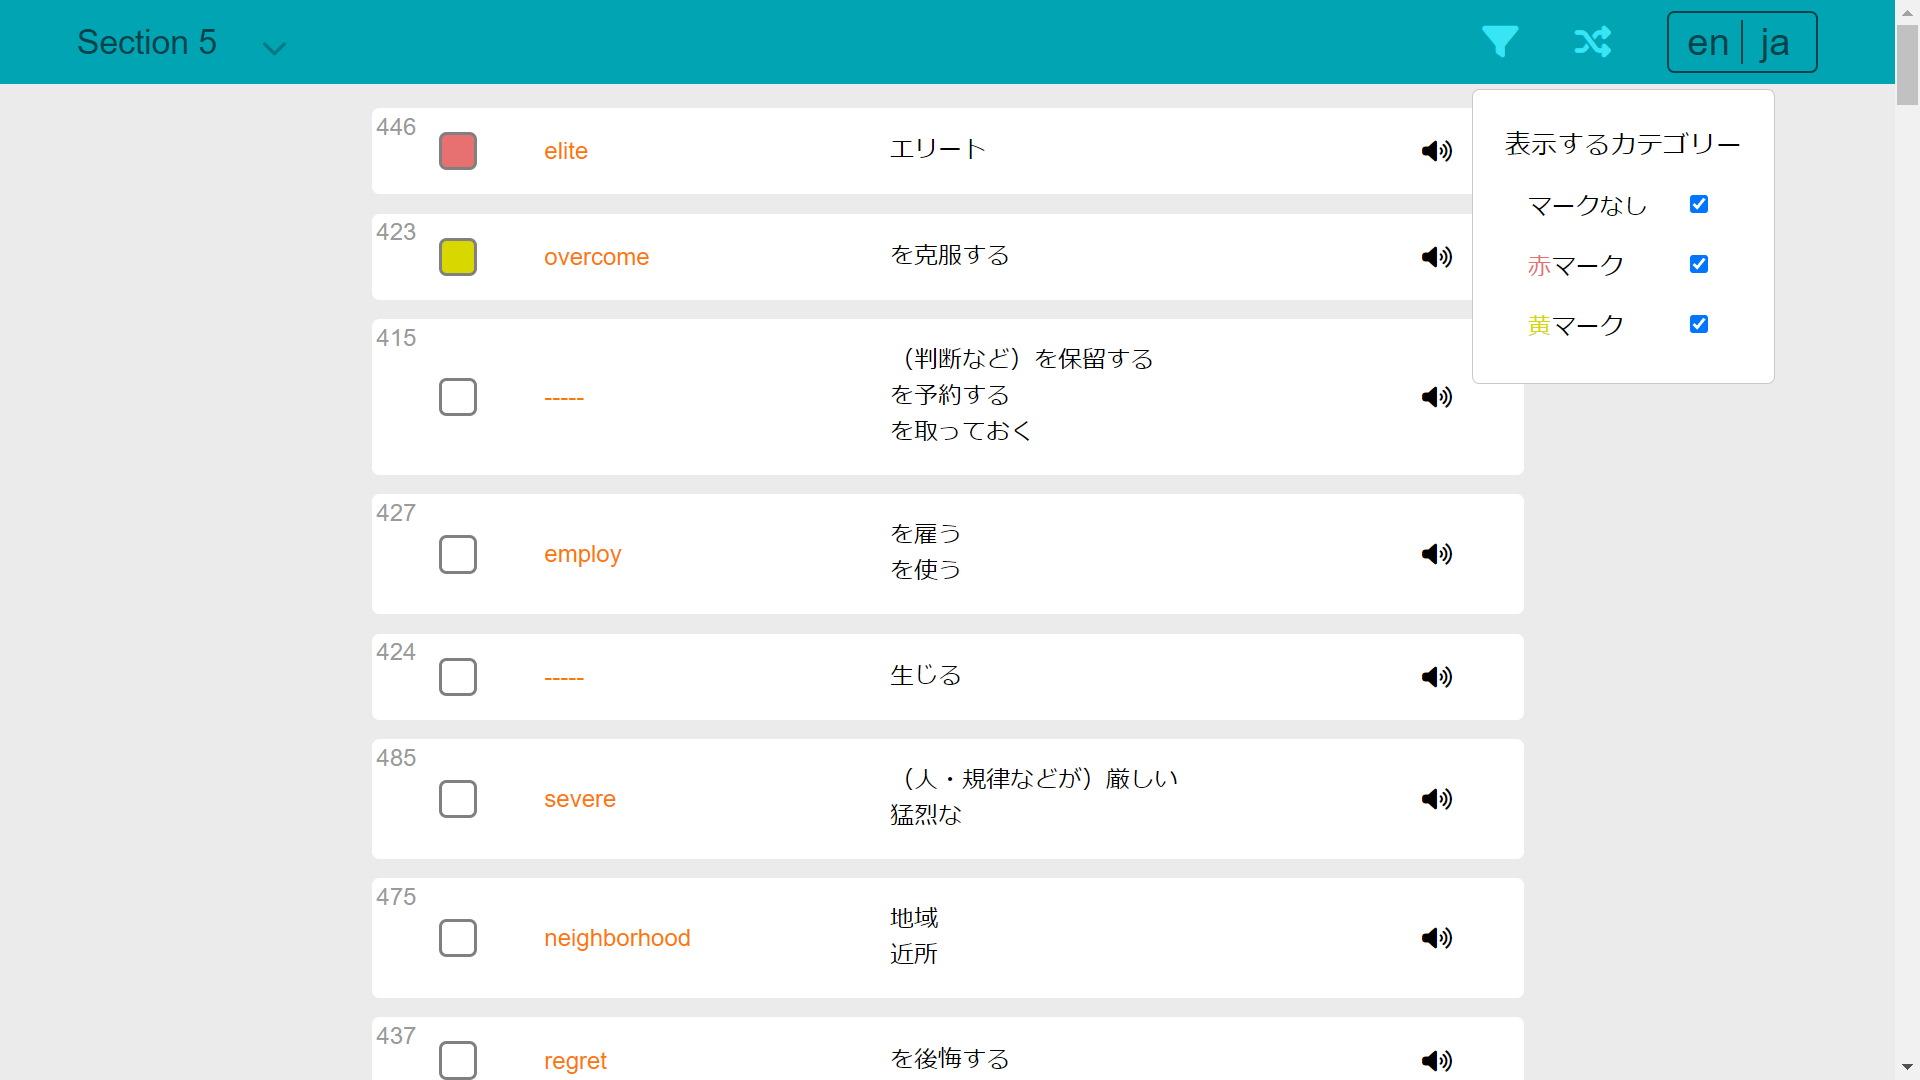 Section 5
en | ja
表示するカテゴリー
マークなし
赤マーク
黄マーク
446
elite
エリート
423
overcome
を克服する
415
-----
（判断など）を保留する
を予約する
を取っておく
427
employ
を雇う
を使う
424
-----
生じる
485
severe
（人・規律などが）厳しい
猛烈な
475
neighborhood
地域
近所
437
regret
を後悔する